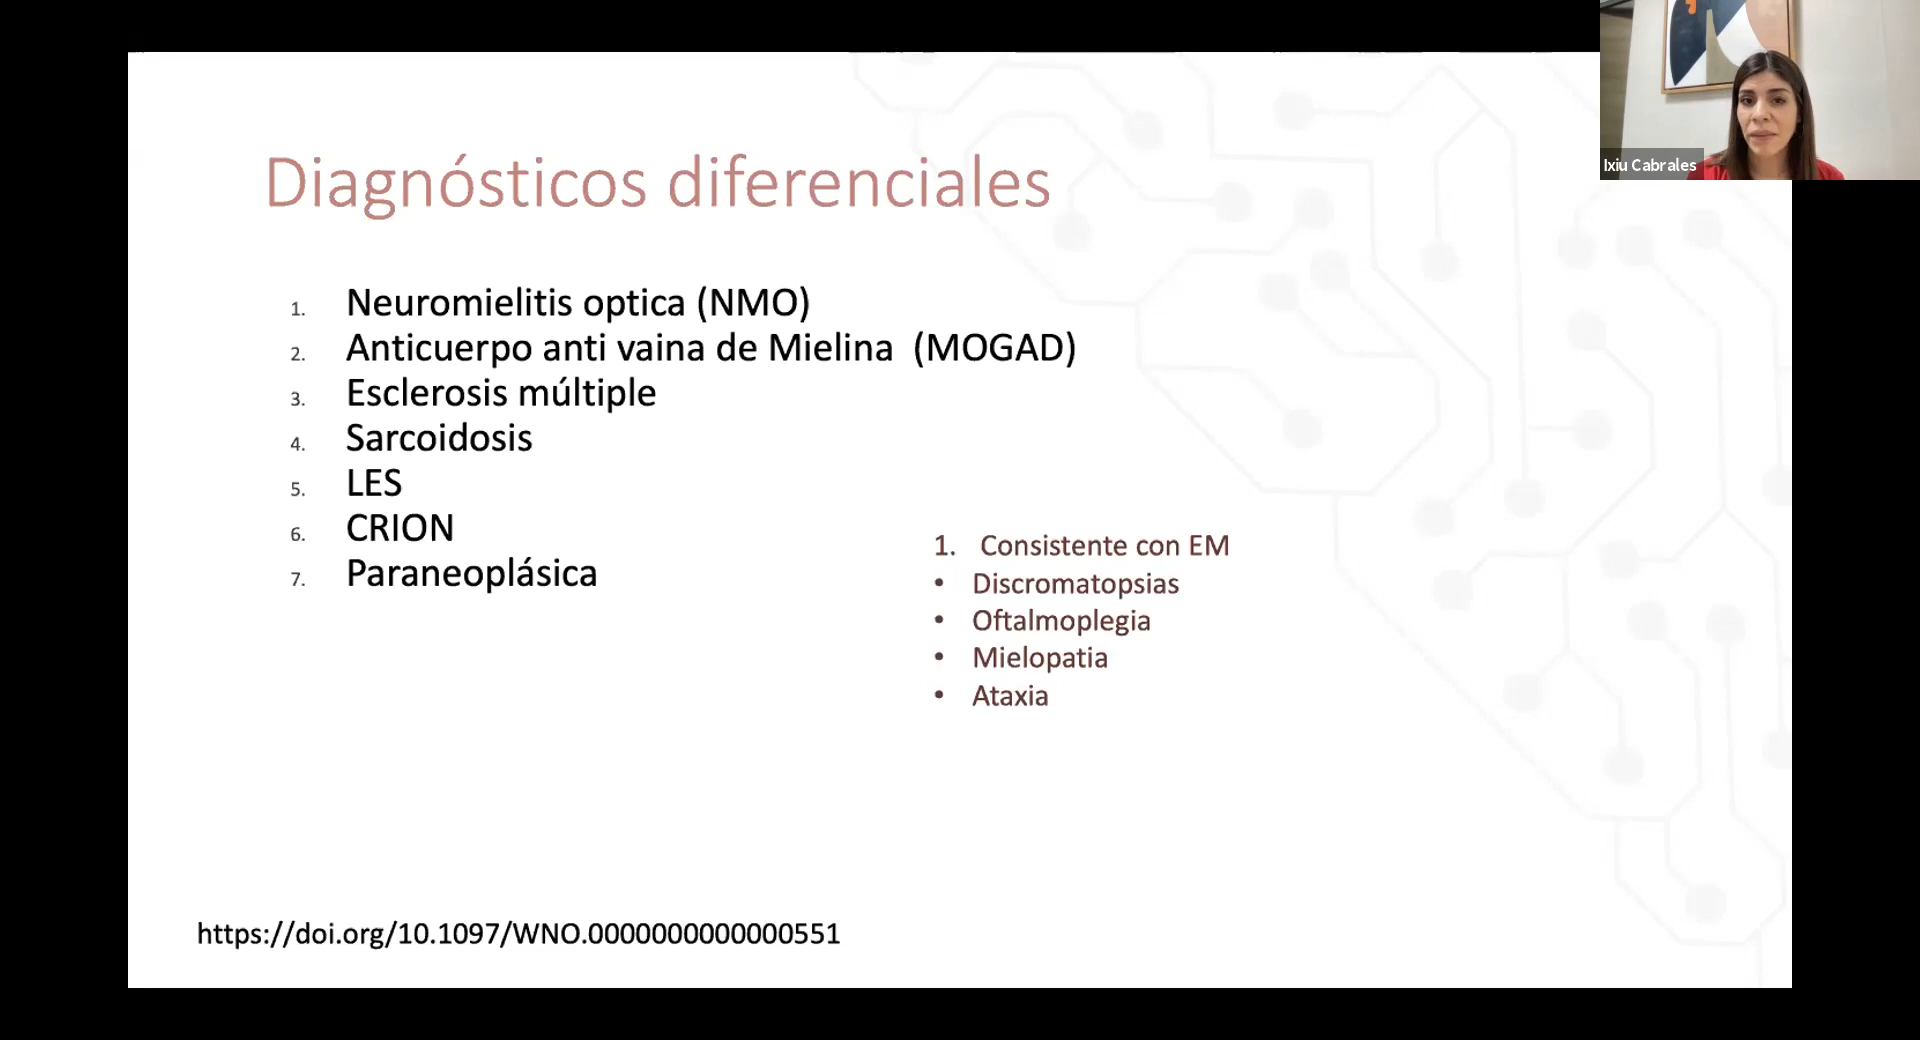 Diagnósticos diferenciales
1. Neuromielitis optica (NMO)
2. Anticuerpo anti vaina de Mielina (MOGAD)
3. Esclerosis múltiple
4. Sarcoidosis
5. LES
6. CRION
7. Paraneoplásica
1. Consistente con EM
• Discromatopsias
• Oftalmoplegia
• Mielopatia
• Ataxia
https://doi.org/10.1097/WNO.0000000000000551
Ixiu Cabrales